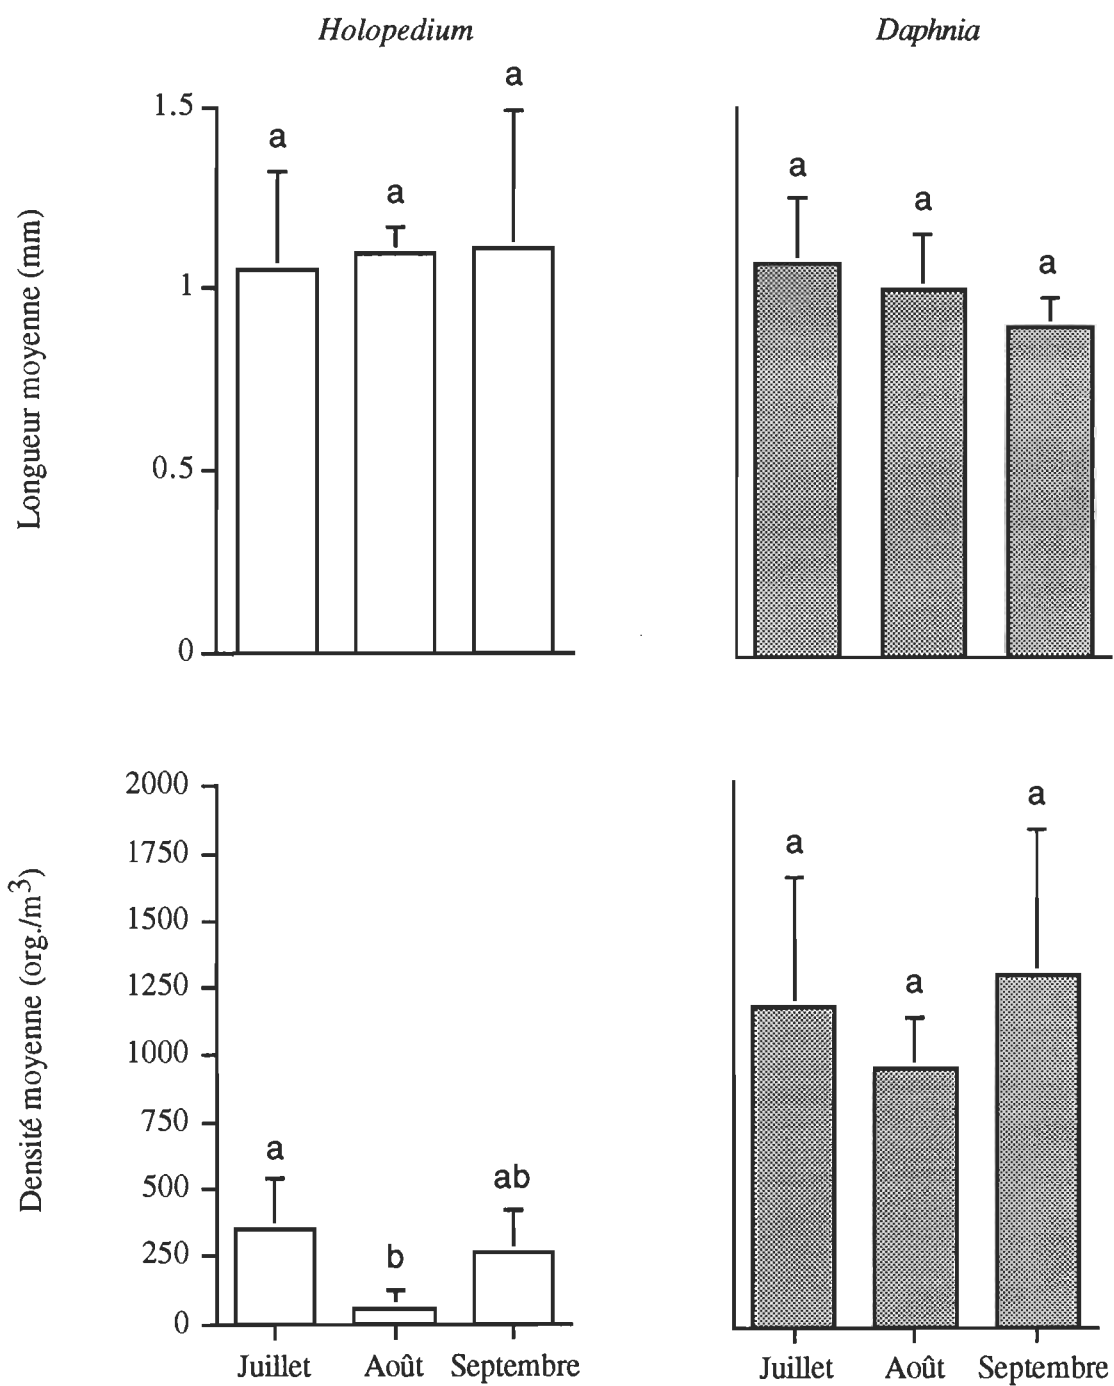 Holopedium
Daphnia
Longueur moyenne (mm)
1.5
1
0.5
0
a
a
a
a
a
a
Densité moyenne (org./m³)
2000
1750
1500
1250
1000
750
500
250
0
a
b
ab
a
a
a
Juillet Août Septembre
Juillet Août Septembre